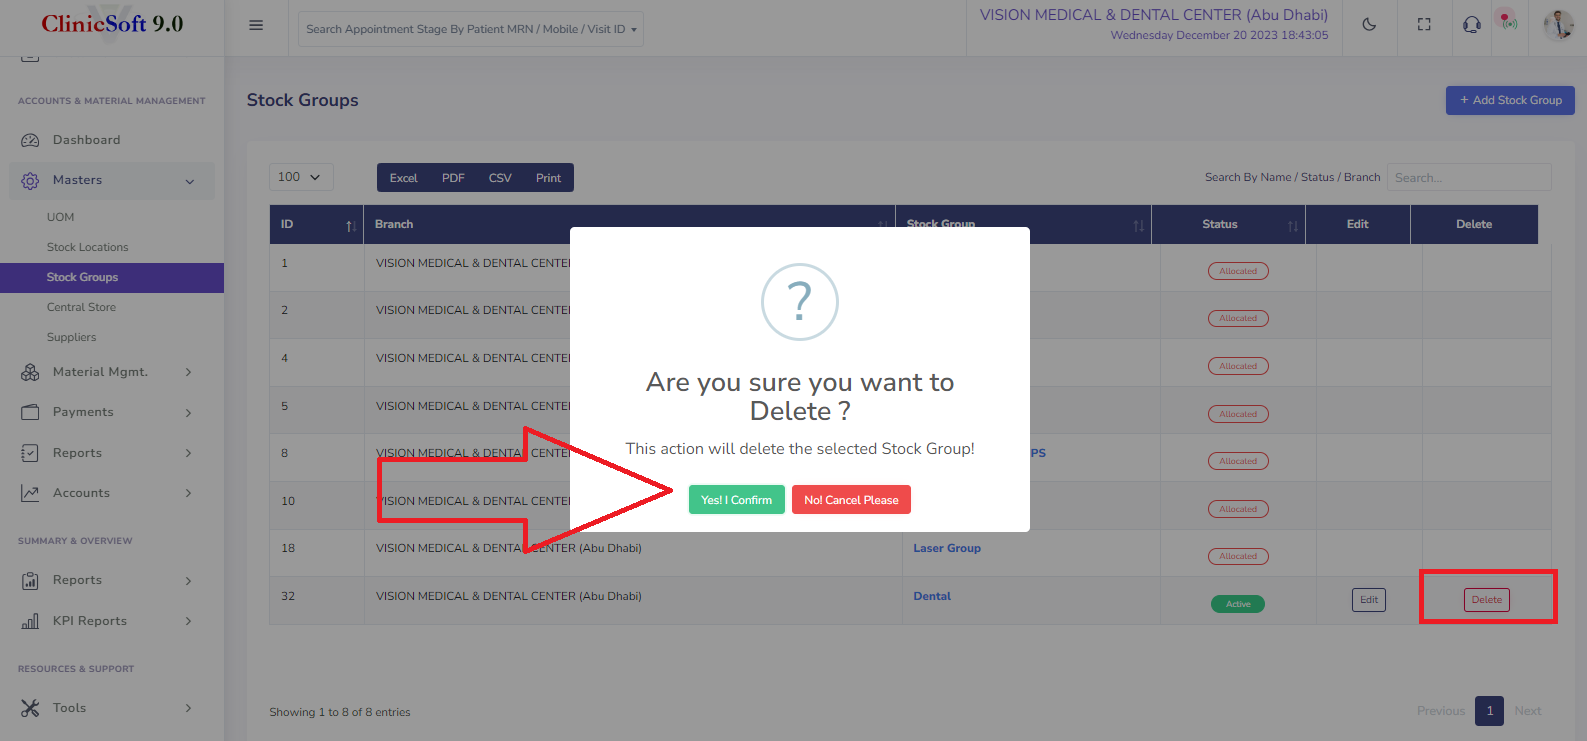 ClinicSoft 9.0
Search Appointment Stage By Patient MRN / Mobile / Visit ID
VISION MEDICAL & DENTAL CENTER (Abu Dhabi)
Wednesday December 20 2023 18:43:05
ACCOUNTS & MATERIAL MANAGEMENT
Dashboard
Masters
UOM
Stock Locations
Stock Groups
Central Store
Suppliers
Material Mgmt.
Payments
Reports
Accounts
SUMMARY & OVERVIEW
Reports
KPI Reports
RESOURCES & SUPPORT
Tools
Stock Groups
+ Add Stock Group
100
Excel PDF CSV Print
Search By Name / Status / Branch Search...
ID Branch Stock Group Status Edit Delete
1 VISION MEDICAL & DENTAL CENTER Allocated
2 VISION MEDICAL & DENTAL CENTER Allocated
4 VISION MEDICAL & DENTAL CENTER Allocated
5 VISION MEDICAL & DENTAL CENTER Allocated
8 VISION MEDICAL & DENTAL CENTER PS Allocated
10 VISION MEDICAL & DENTAL CENTER Allocated
18 VISION MEDICAL & DENTAL CENTER (Abu Dhabi) Laser Group Allocated
32 VISION MEDICAL & DENTAL CENTER (Abu Dhabi) Dental Active Edit Delete
?
Are you sure you want to
Delete ?
This action will delete the selected Stock Group!
Yes! I Confirm No! Cancel Please
Showing 1 to 8 of 8 entries
Previous 1 Next